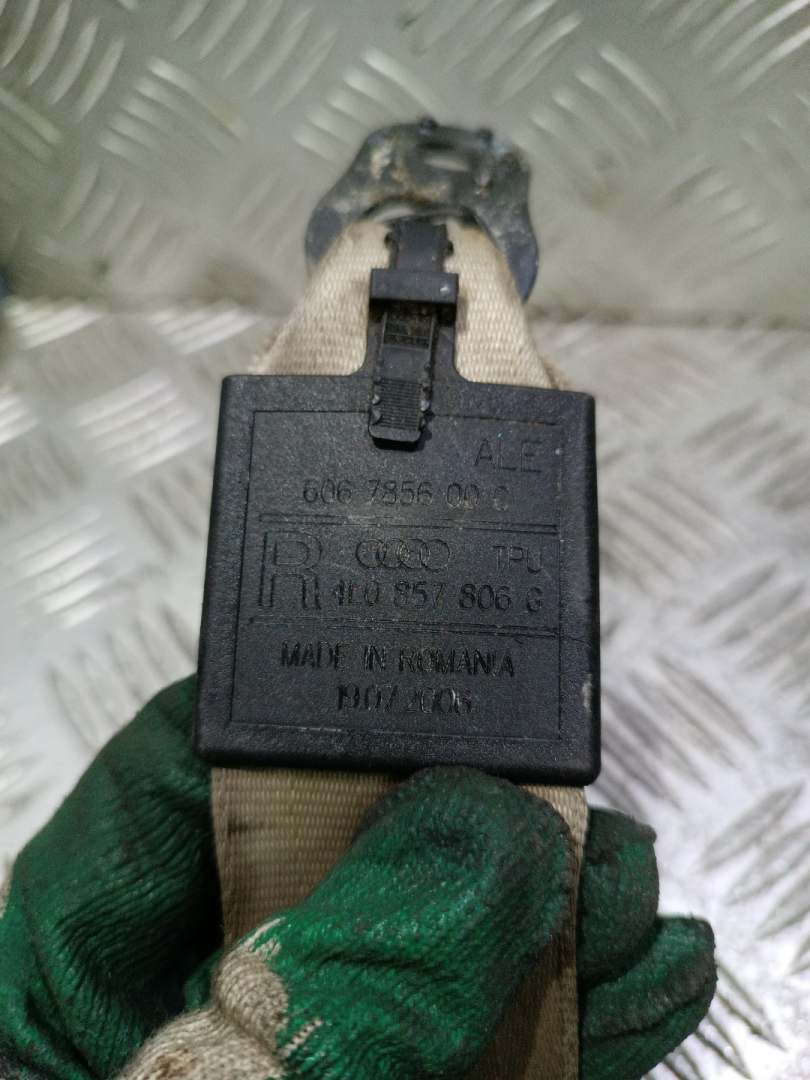 ALE
606 7856 00 C
R TPU
4L0 857 806 G
MADE IN ROMANIA
19.07.2006